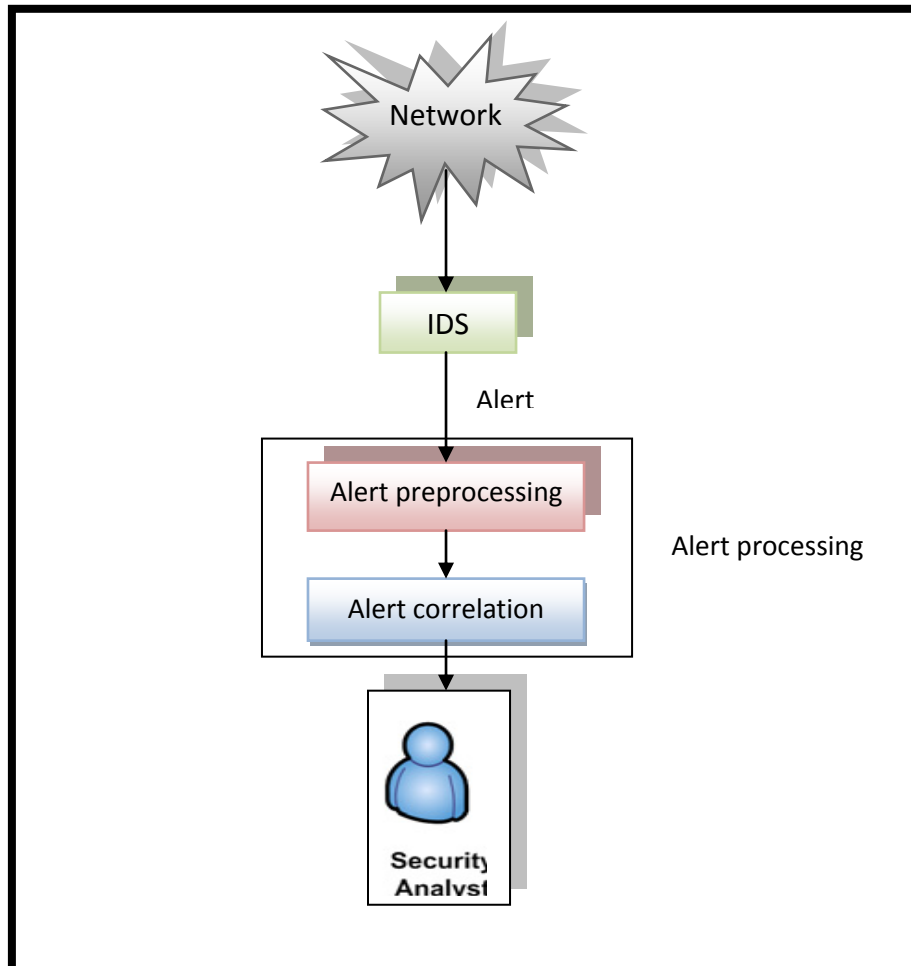 Network
IDS
Alert
Alert preprocessing
Alert processing
Alert correlation
Security
Analyst